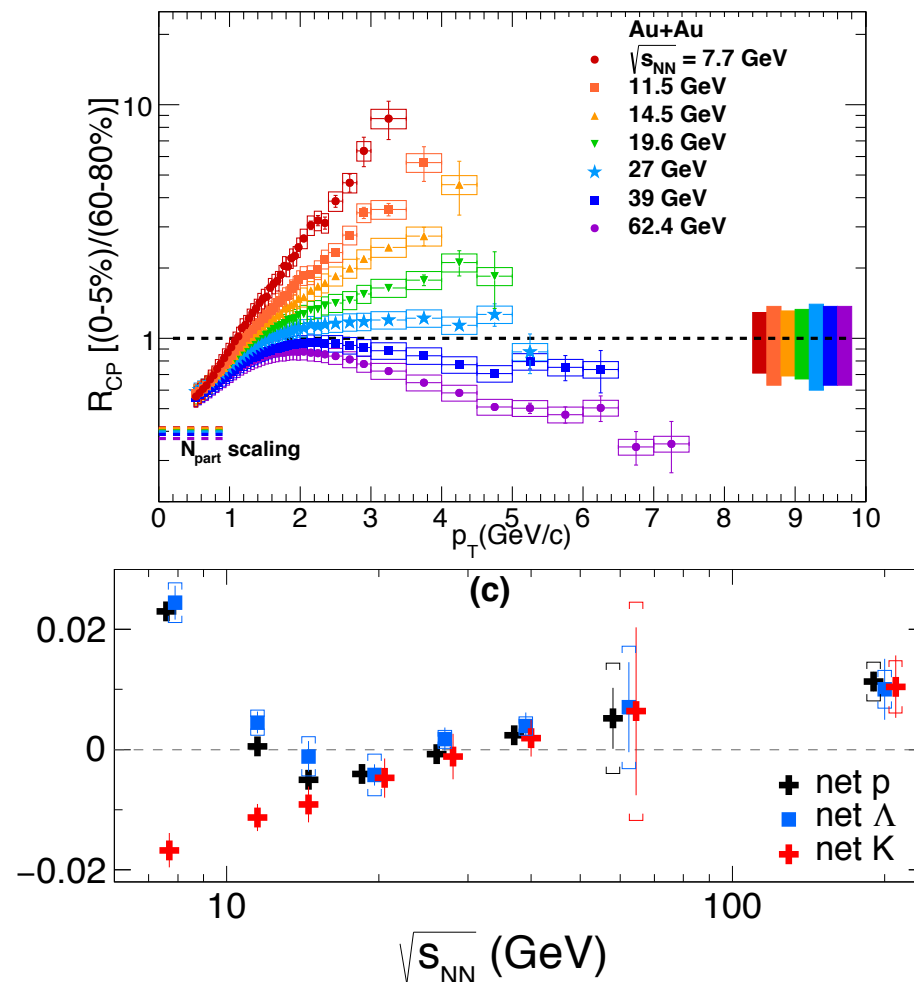 Au+Au
√s_NN = 7.7 GeV
11.5 GeV
14.5 GeV
19.6 GeV
27 GeV
39 GeV
62.4 GeV
R_CP [(0-5%)/(60-80%)]
10
1
N_part scaling
0 1 2 3 4 5 6 7 8 9 10
p_T(GeV/c)
(c)
0.02
0
−0.02
net p
net Λ
net K
10 100
√s_NN (GeV)